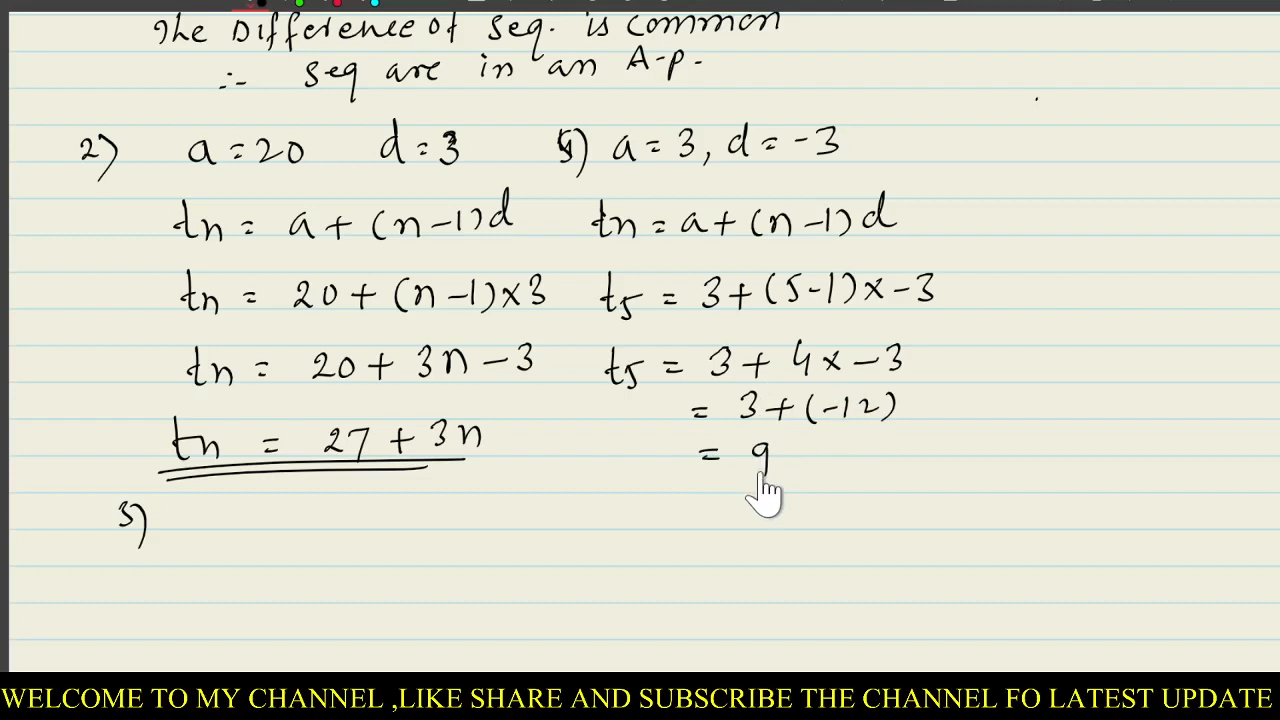 The Difference of seq. is common
∴ seq are in an A.p.
2) a = 20 d = 3
tn = a + (n-1)d
tn = 20 + (n-1)x3
tn = 20 + 3n - 3
tn = 27 + 3n
3)
4) a = 3, d = -3
tn = a + (n-1)d
t5 = 3 + (5-1)x -3
t5 = 3 + 4x -3
= 3 + (-12)
= 9
WELCOME TO MY CHANNEL ,LIKE SHARE AND SUBSCRIBE THE CHANNEL FO LATEST UPDATE